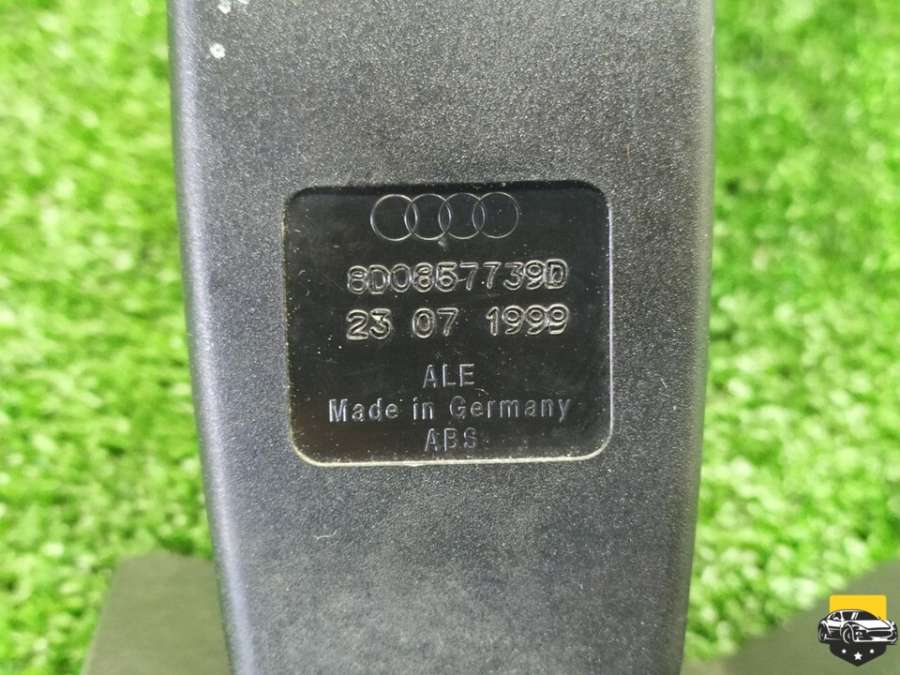 8D0857739D
23 07 1999
ALE
Made in Germany
ABS